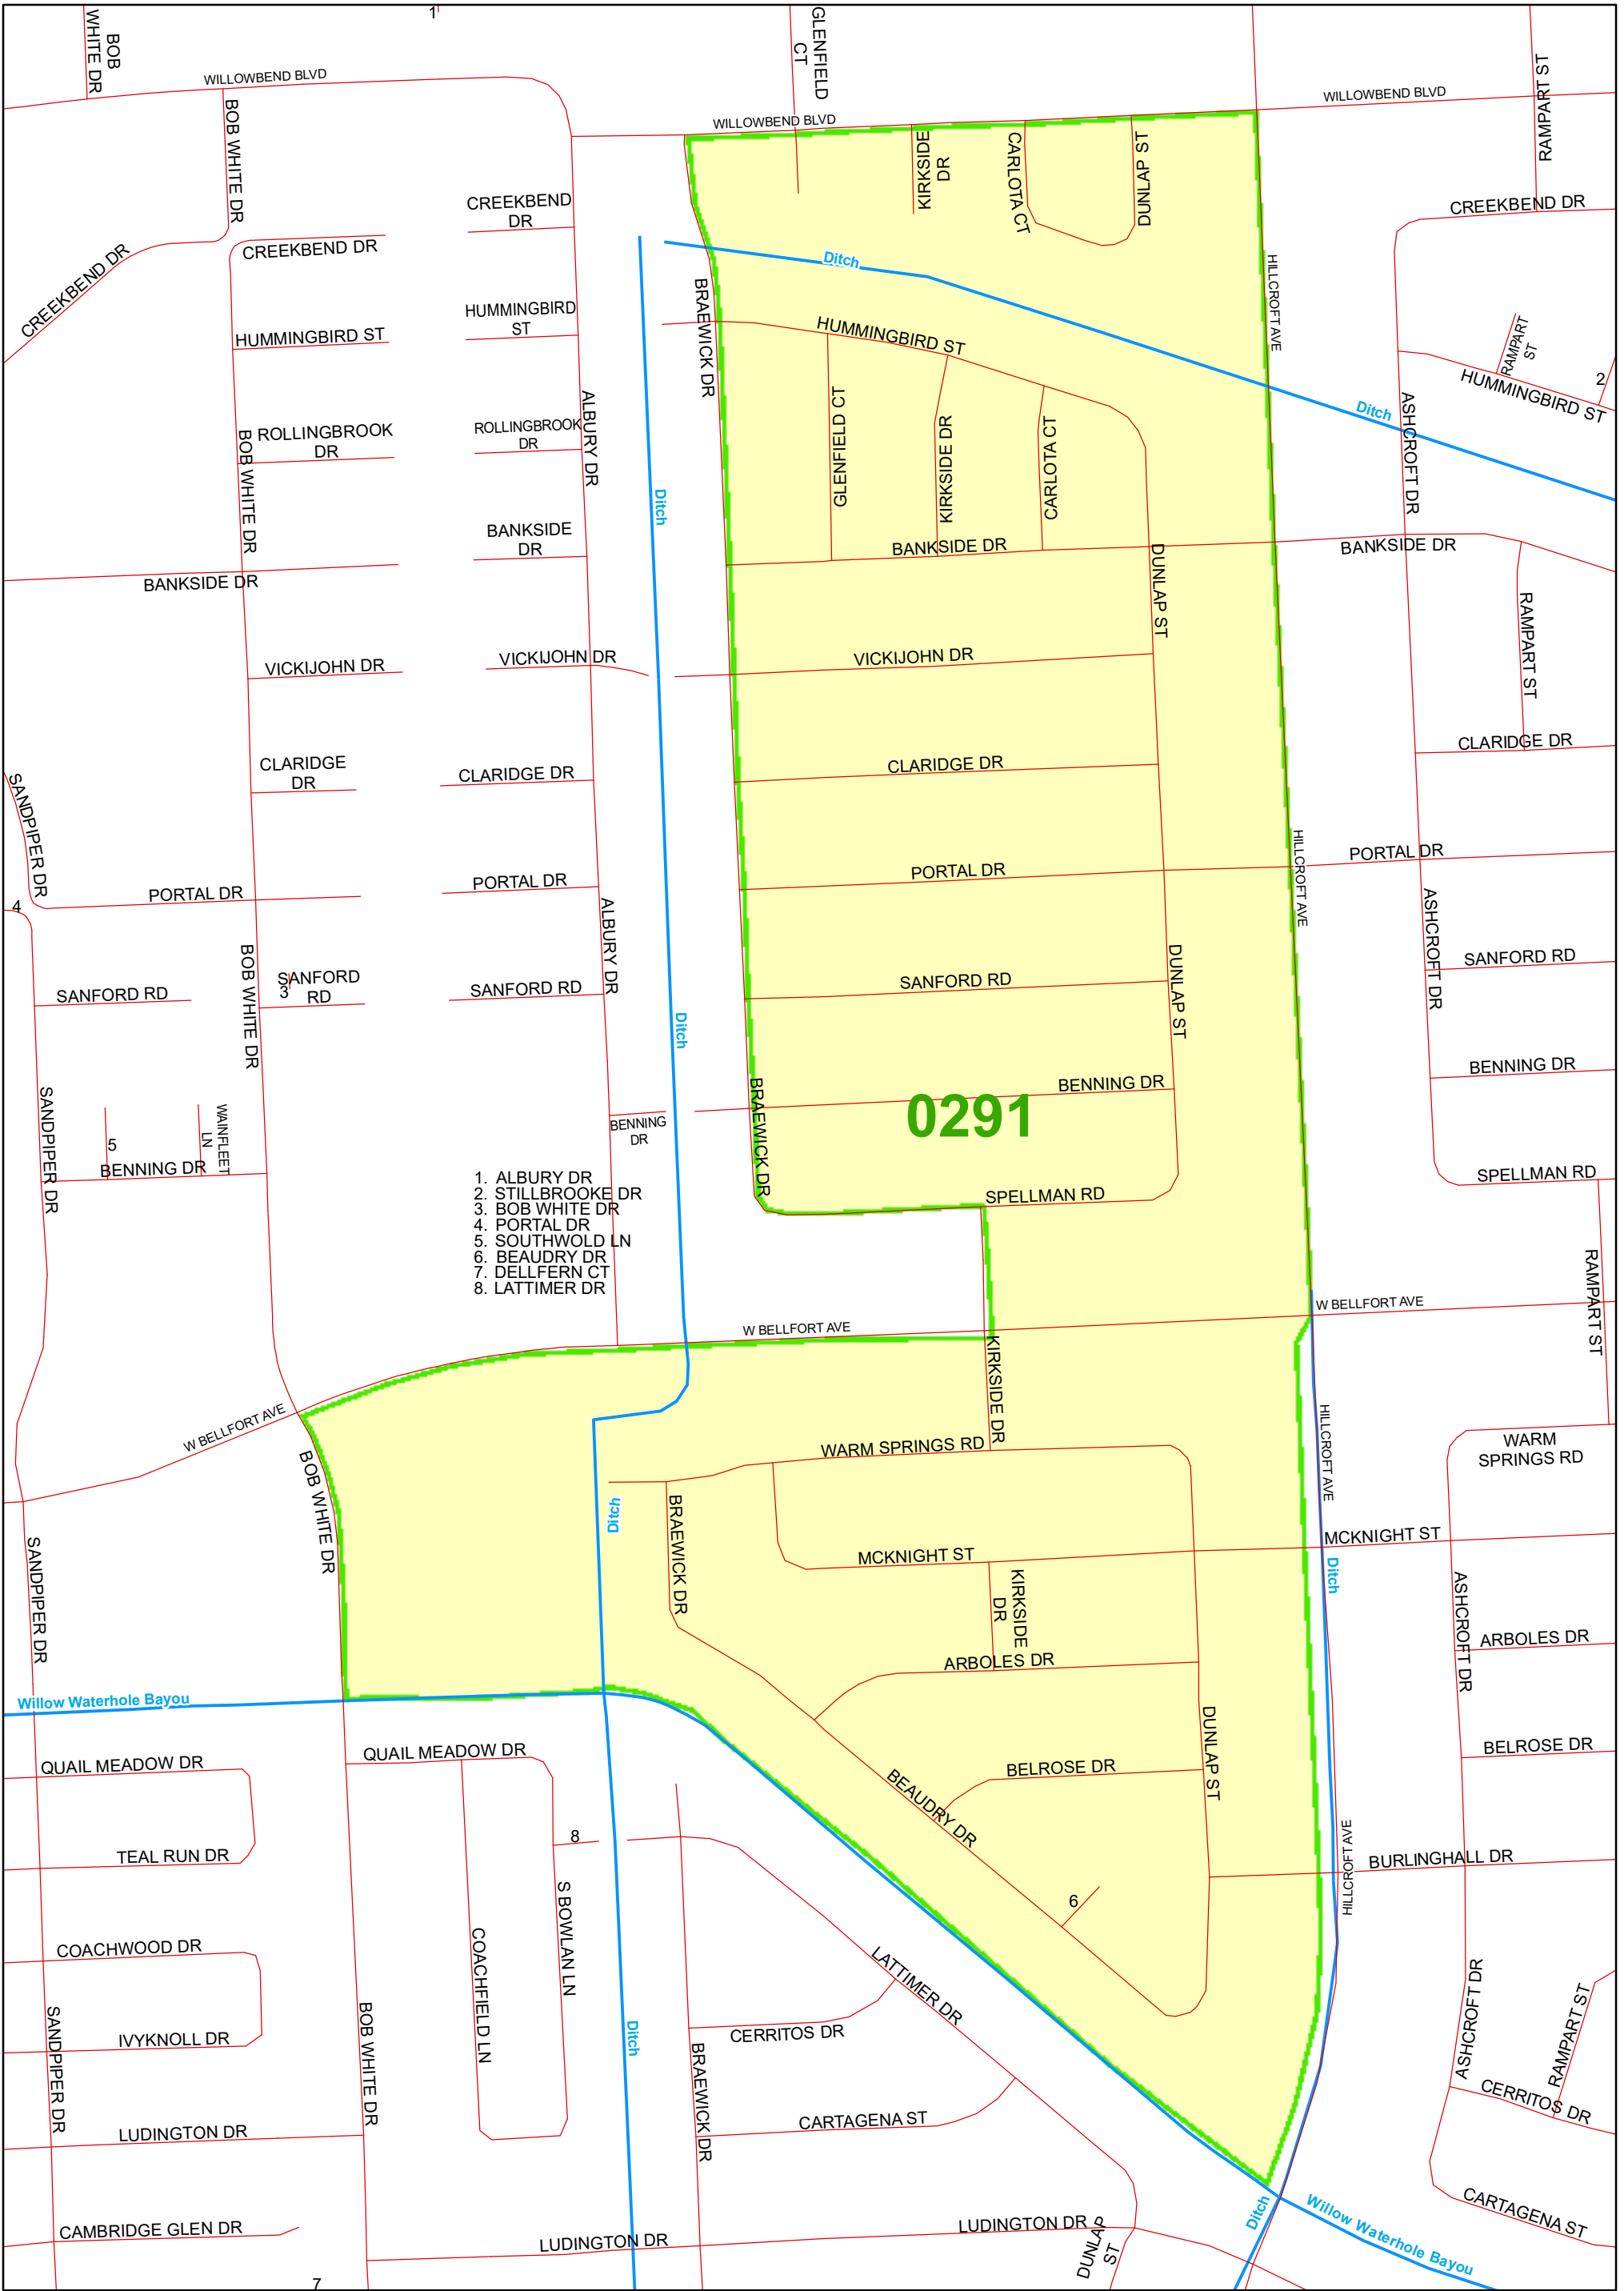 1
BOB
WHITE DR
GLENFIELD
CT
RAMPART ST
WILLOWBEND BLVD
WILLOWBEND BLVD
WILLOWBEND BLVD
BOB WHITE DR
KIRKSIDE
DR
CARLOTA CT
DUNLAP ST
CREEKBEND
DR
CREEKBEND DR
CREEKBEND DR
CREEKBEND DR
Ditch
HILLCROFT AVE
BRAEWICK DR
HUMMINGBIRD ST
HUMMINGBIRD
ST
HUMMINGBIRD ST
RAMPART
ST
2
HUMMINGBIRD ST
Ditch
GLENFIELD CT
KIRKSIDE DR
CARLOTA CT
ALBURY DR
ASHCROFT DR
BOB WHITE DR
ROLLINGBROOK
DR
ROLLINGBROOK
DR
Ditch
BANKSIDE
DR
BANKSIDE DR
BANKSIDE DR
BANKSIDE DR
DUNLAP ST
RAMPART ST
VICKIJOHN DR
VICKIJOHN DR
VICKIJOHN DR
CLARIDGE
DR
CLARIDGE DR
CLARIDGE DR
CLARIDGE DR
SANDPIPER DR
HILLCROFT AVE
PORTAL DR
PORTAL DR
PORTAL DR
PORTAL DR
4
ALBURY DR
ASHCROFT DR
BOB WHITE DR
DUNLAP ST
SANFORD RD
3
SANFORD
RD
SANFORD RD
SANFORD RD
SANFORD RD
Ditch
BENNING DR
BENNING DR
0291
BRAEWICK DR
SANDPIPER DR
5
WAINFLEET
LN
BENNING
DR
BENNING DR
SPELLMAN RD
SPELLMAN RD
1. ALBURY DR
2. STILLBROOKE DR
3. BOB WHITE DR
4. PORTAL DR
5. SOUTHWOLD LN
6. BEAUDRY DR
7. DELLFERN CT
8. LATTIMER DR
RAMPART ST
W BELLFORT AVE
W BELLFORT AVE
W BELLFORT AVE
KIRKSIDE DR
HILLCROFT AVE
WARM SPRINGS RD
WARM
SPRINGS RD
BOB WHITE DR
Ditch
BRAEWICK DR
MCKNIGHT ST
MCKNIGHT ST
Ditch
SANDPIPER DR
KIRKSIDE
DR
ASHCROFT DR
ARBOLES DR
ARBOLES DR
Willow Waterhole Bayou
DUNLAP ST
QUAIL MEADOW DR
QUAIL MEADOW DR
BELROSE DR
BELROSE DR
BEAUDRY DR
HILLCROFT AVE
8
TEAL RUN DR
BURLINGHALL DR
6
S BOWLAN LN
COACHFIELD LN
COACHWOOD DR
LATTIMER DR
ASHCROFT DR
RAMPART ST
SANDPIPER DR
BOB WHITE DR
IVYKNOLL DR
Ditch
CERRITOS DR
BRAEWICK DR
CERRITOS DR
LUDINGTON DR
CARTAGENA ST
CARTAGENA ST
Ditch
Willow Waterhole Bayou
CAMBRIDGE GLEN DR
LUDINGTON DR
LUDINGTON DR
DUNLAP
ST
7